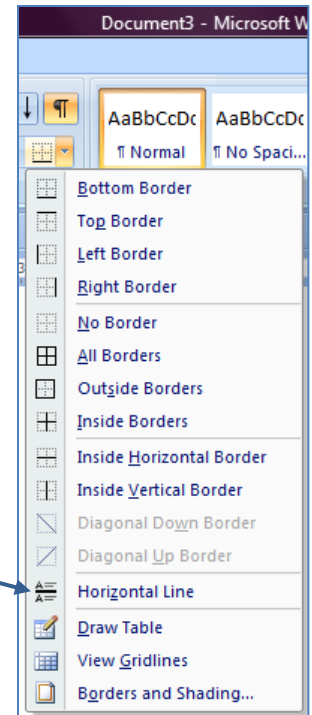 Document3 - Microsoft W
AaBbCcDc AaBbCcDc
¶ Normal ¶ No Spaci...
3
Bottom Border
Top Border
Left Border
Right Border
No Border
All Borders
Outside Borders
Inside Borders
Inside Horizontal Border
Inside Vertical Border
Diagonal Down Border
Diagonal Up Border
Horizontal Line
Draw Table
View Gridlines
Borders and Shading...